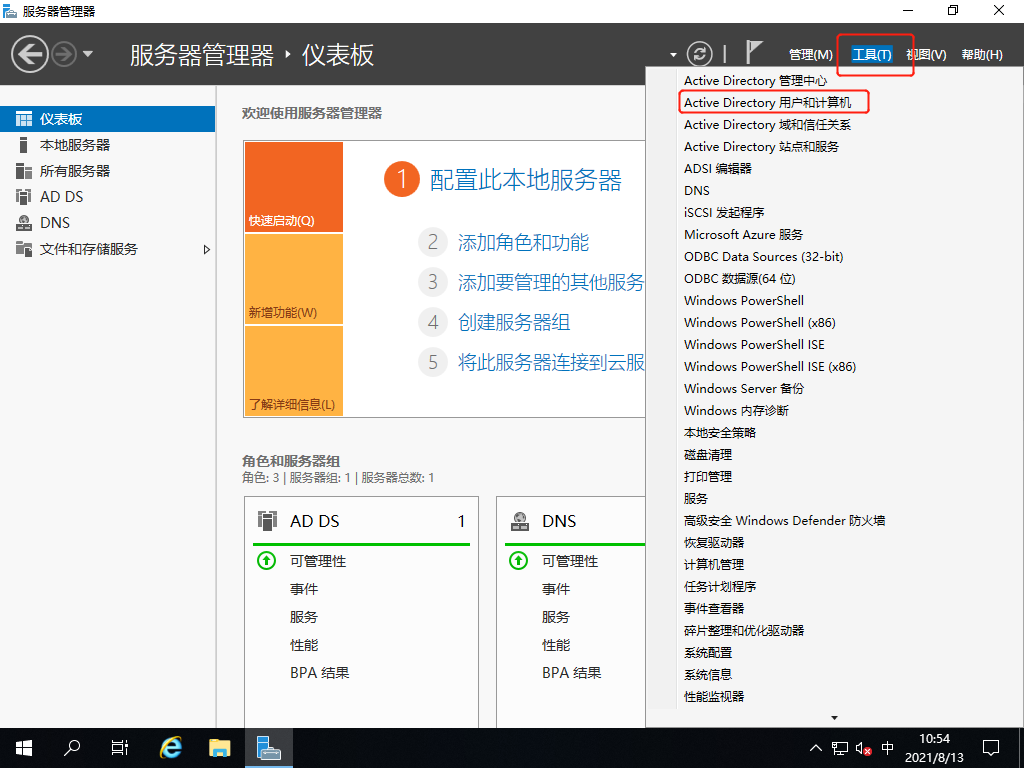 服务器管理器
服务器管理器 ‣ 仪表板
管理(M) 工具(T) 视图(V) 帮助(H)
仪表板
本地服务器
所有服务器
AD DS
DNS
文件和存储服务
欢迎使用服务器管理器
快速启动(Q)
新增功能(W)
了解详细信息(L)
1 配置此本地服务器
2 添加角色和功能
3 添加要管理的其他服务
4 创建服务器组
5 将此服务器连接到云服
角色和服务器组
角色: 3 | 服务器组: 1 | 服务器总数: 1
AD DS 1
可管理性
事件
服务
性能
BPA 结果
DNS
可管理性
事件
服务
性能
BPA 结果
Active Directory 管理中心
Active Directory 用户和计算机
Active Directory 域和信任关系
Active Directory 站点和服务
ADSI 编辑器
DNS
iSCSI 发起程序
Microsoft Azure 服务
ODBC Data Sources (32-bit)
ODBC 数据源(64 位)
Windows PowerShell
Windows PowerShell (x86)
Windows PowerShell ISE
Windows PowerShell ISE (x86)
Windows Server 备份
Windows 内存诊断
本地安全策略
磁盘清理
打印管理
服务
高级安全 Windows Defender 防火墙
恢复驱动器
计算机管理
任务计划程序
事件查看器
碎片整理和优化驱动器
系统配置
系统信息
性能监视器
中
10:54
2021/8/13